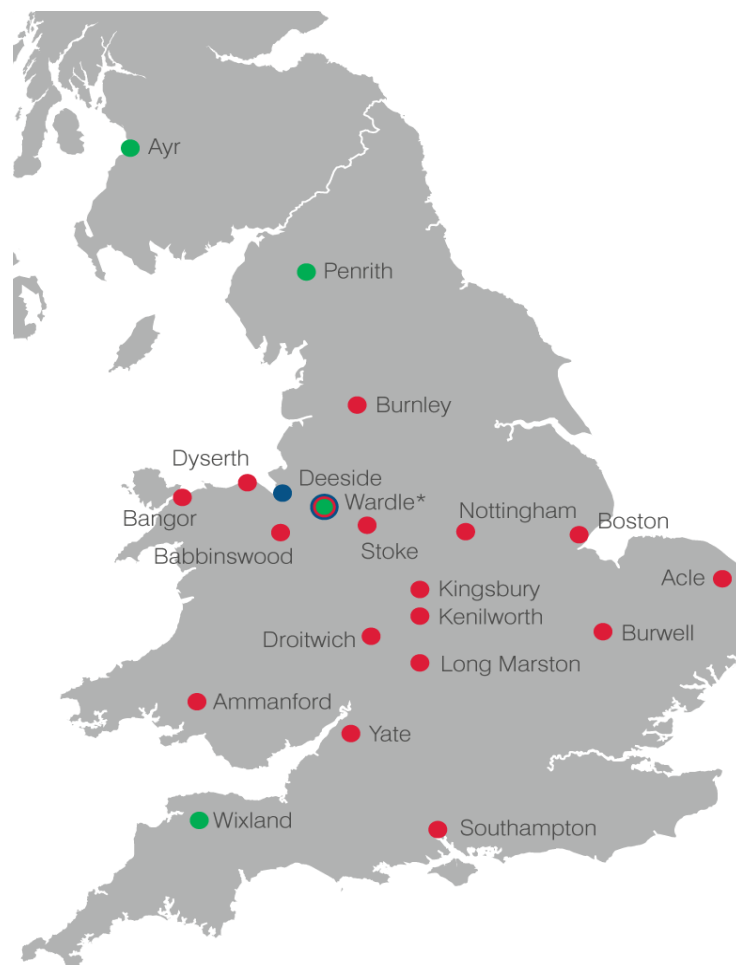 Ayr
Penrith
Burnley
Dyserth
Deeside
Wardle*
Bangor
Nottingham
Boston
Babbinswood
Stoke
Acle
Kingsbury
Kenilworth
Droitwich
Burwell
Long Marston
Ammanford
Yate
Wixland
Southampton